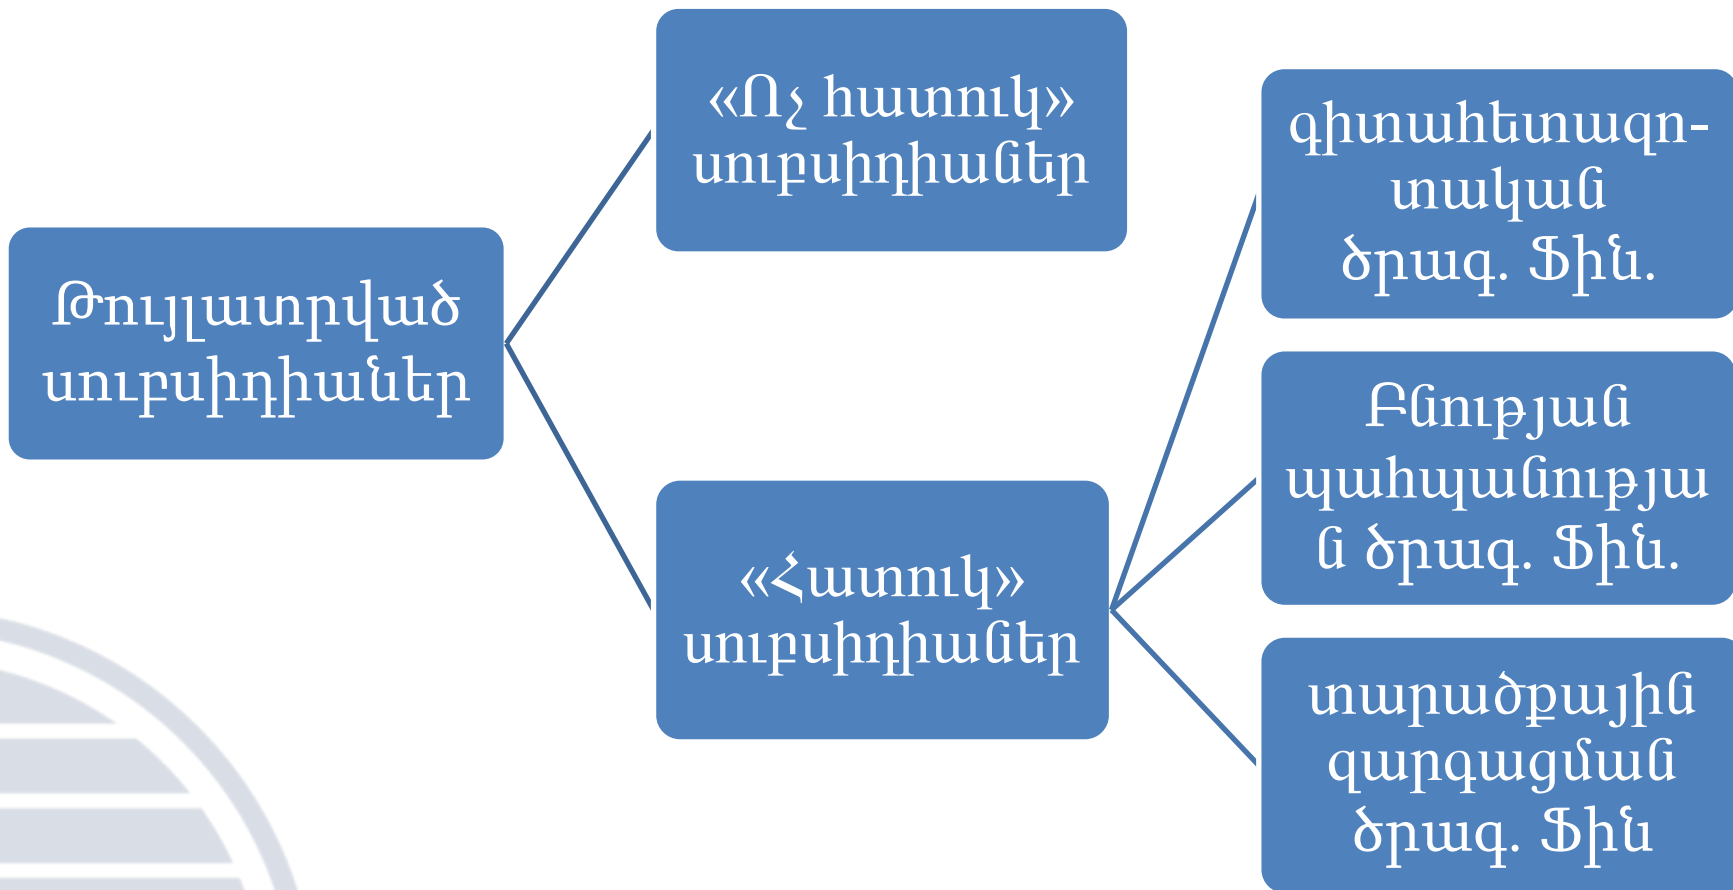 Թույլատրված
սուբսիդիաներ
«Ոչ հատուկ»
սուբսիդիաներ
«Հատուկ»
սուբսիդիաներ
գիտահետազո-
տական
ծրագ. Ֆին.
Բնության
պահպանությա
ն ծրագ. Ֆին.
տարածքային
զարգացման
ծրագ. Ֆին